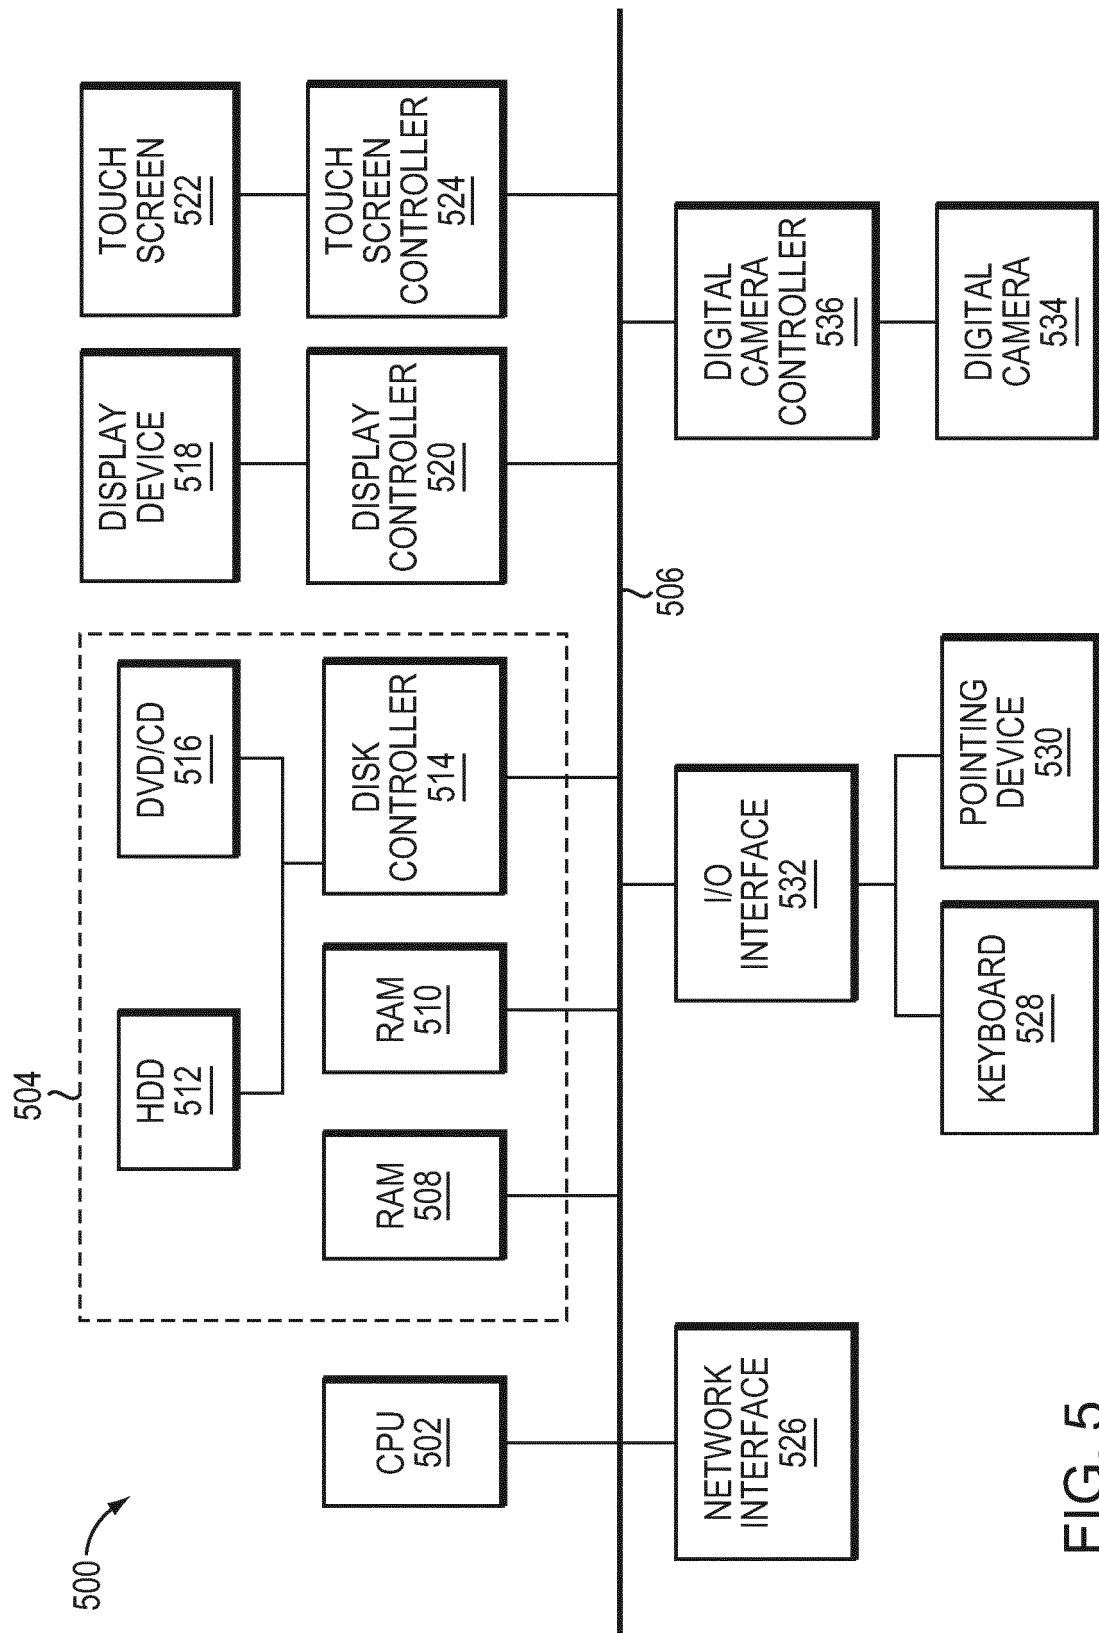 500
504
HDD
512
DVD/CD
516
DISPLAY
DEVICE
518
TOUCH
SCREEN
522
CPU
502
RAM
508
RAM
510
DISK
CONTROLLER
514
DISPLAY
CONTROLLER
520
TOUCH
SCREEN
CONTROLLER
524
506
NETWORK
INTERFACE
526
I/O
INTERFACE
532
DIGITAL
CAMERA
CONTROLLER
536
KEYBOARD
528
POINTING
DEVICE
530
DIGITAL
CAMERA
534
FIG. 5